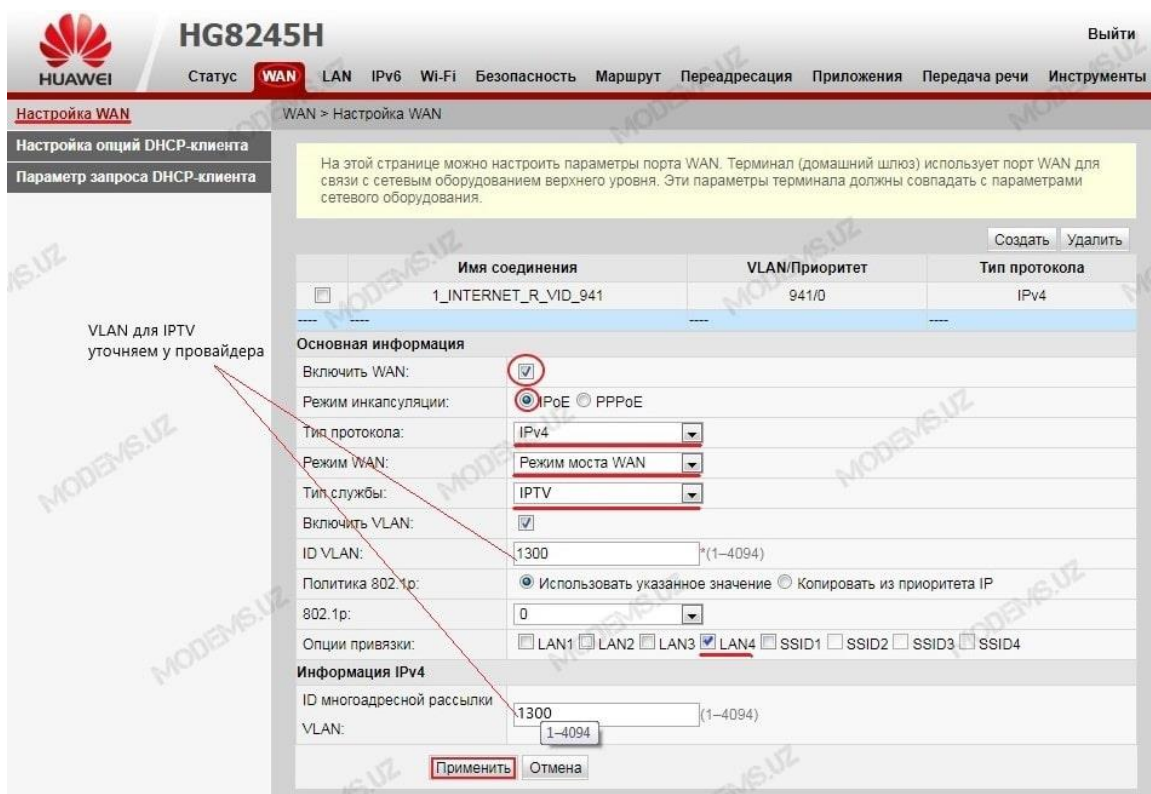 HG8245H
Выйти
HUAWEI
Статус WAN LAN IPv6 Wi-Fi Безопасность Маршрут Переадресация Приложения Передача речи Инструменты
Настройка WAN
WAN > Настройка WAN
Настройка опций DHCP-клиента
Параметр запроса DHCP-клиента
На этой странице можно настроить параметры порта WAN. Терминал (домашний шлюз) использует порт WAN для
связи с сетевым оборудованием верхнего уровня. Эти параметры терминала должны совпадать с параметрами
сетевого оборудования.
Создать Удалить
Имя соединения VLAN/Приоритет Тип протокола
1_INTERNET_R_VID_941 941/0 IPv4
---- ---- ---- ----
VLAN для IPTV
уточняем у провайдера
Основная информация
Включить WAN:
Режим инкапсуляции: IPoE PPPoE
Тип протокола: IPv4
Режим WAN: Режим моста WAN
Тип службы: IPTV
Включить VLAN:
ID VLAN: 1300 *(1–4094)
Политика 802.1p: Использовать указанное значение Копировать из приоритета IP
802.1p: 0
Опции привязки: LAN1 LAN2 LAN3 LAN4 SSID1 SSID2 SSID3 SSID4
Информация IPv4
ID многоадресной рассылки
VLAN:
1300 (1–4094)
1–4094
Применить Отмена
MODEMS.UZ